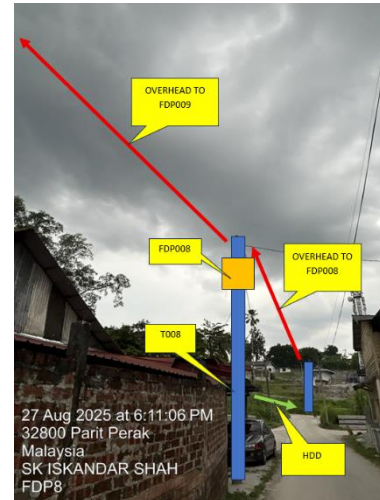 OVERHEAD TO
FDP009
FDP008
OVERHEAD TO
FDP008
T008
HDD
27 Aug 2025 at 6:11:06 PM
32800 Parit Perak
Malaysia
SK ISKANDAR SHAH
FDP8